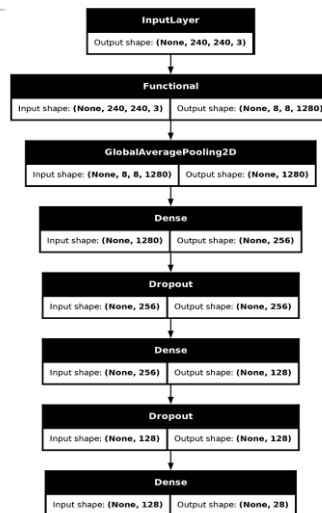 InputLayer
Output shape: (None, 240, 240, 3)
Functional
Input shape: (None, 240, 240, 3) Output shape: (None, 8, 8, 1280)
GlobalAveragePooling2D
Input shape: (None, 8, 8, 1280) Output shape: (None, 1280)
Dense
Input shape: (None, 1280) Output shape: (None, 256)
Dropout
Input shape: (None, 256) Output shape: (None, 256)
Dense
Input shape: (None, 256) Output shape: (None, 128)
Dropout
Input shape: (None, 128) Output shape: (None, 128)
Dense
Input shape: (None, 128) Output shape: (None, 28)